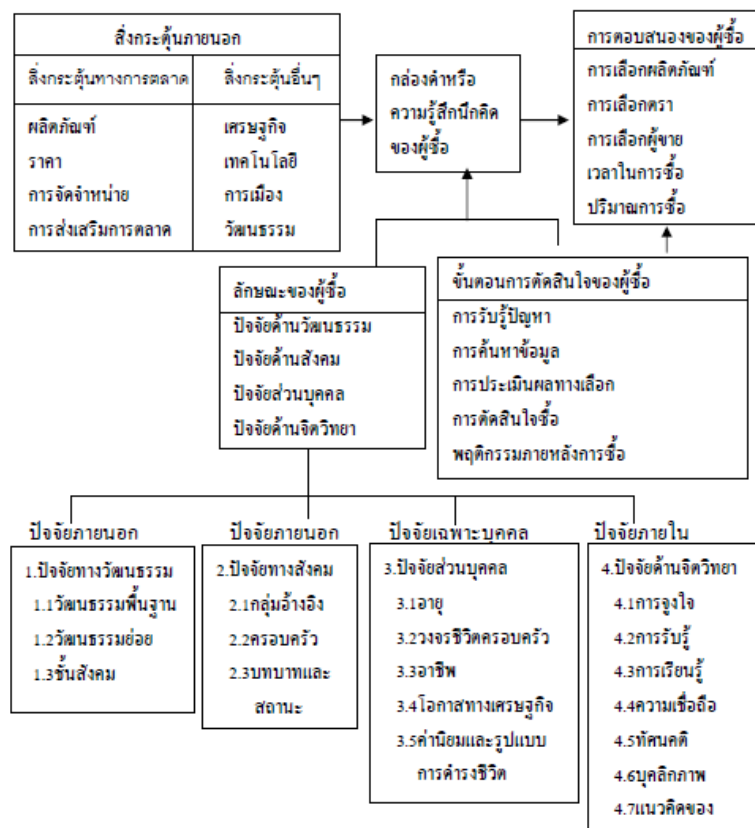 สิ่งกระตุ้นภายนอก
สิ่งกระตุ้นทางการตลาด
ผลิตภัณฑ์
ราคา
การจัดจำหน่าย
การส่งเสริมการตลาด
สิ่งกระตุ้นอื่นๆ
เศรษฐกิจ
เทคโนโลยี
การเมือง
วัฒนธรรม
กล่องดำหรือ
ความรู้สึกนึกคิด
ของผู้ซื้อ
การตอบสนองของผู้ซื้อ
การเลือกผลิตภัณฑ์
การเลือกตรา
การเลือกผู้ขาย
เวลาในการซื้อ
ปริมาณการซื้อ
ลักษณะของผู้ซื้อ
ปัจจัยด้านวัฒนธรรม
ปัจจัยด้านสังคม
ปัจจัยส่วนบุคคล
ปัจจัยด้านจิตวิทยา
ขั้นตอนการตัดสินใจของผู้ซื้อ
การรับรู้ปัญหา
การค้นหาข้อมูล
การประเมินผลทางเลือก
การตัดสินใจซื้อ
พฤติกรรมภายหลังการซื้อ
ปัจจัยภายนอก
1.ปัจจัยทางวัฒนธรรม
1.1วัฒนธรรมพื้นฐาน
1.2วัฒนธรรมย่อย
1.3ชั้นสังคม
ปัจจัยภายนอก
2.ปัจจัยทางสังคม
2.1กลุ่มอ้างอิง
2.2ครอบครัว
2.3บทบาทและ
สถานะ
ปัจจัยเฉพาะบุคคล
3.ปัจจัยส่วนบุคคล
3.1อายุ
3.2วงจรชีวิตครอบครัว
3.3อาชีพ
3.4โอกาสทางเศรษฐกิจ
3.5ค่านิยมและรูปแบบ
การดำรงชีวิต
ปัจจัยภายใน
4.ปัจจัยด้านจิตวิทยา
4.1การจูงใจ
4.2การรับรู้
4.3การเรียนรู้
4.4ความเชื่อถือ
4.5ทัศนคติ
4.6บุคลิกภาพ
4.7แนวคิดของ